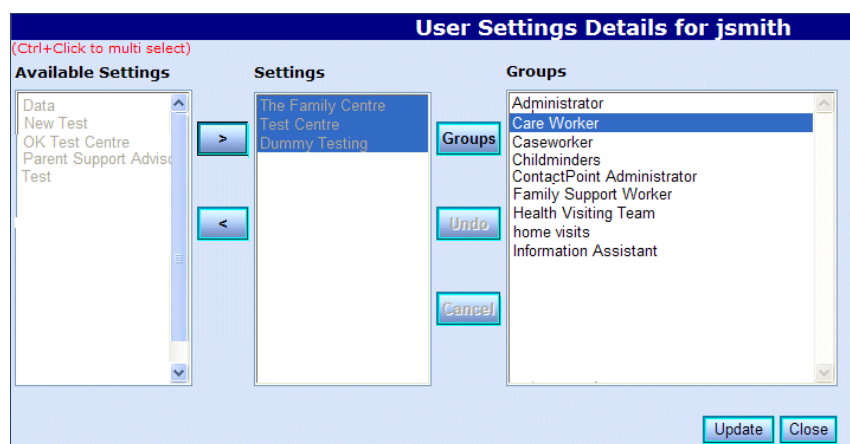 User Settings Details for jsmith
(Ctrl+Click to multi select)
Available Settings
Data
New Test
OK Test Centre
Parent Support Adviso
Test
>
<
Settings
The Family Centre
Test Centre
Dummy Testing
Groups
Undo
Cancel
Groups
Administrator
Care Worker
Caseworker
Childminders
ContactPoint Administrator
Family Support Worker
Health Visiting Team
home visits
Information Assistant
Update
Close